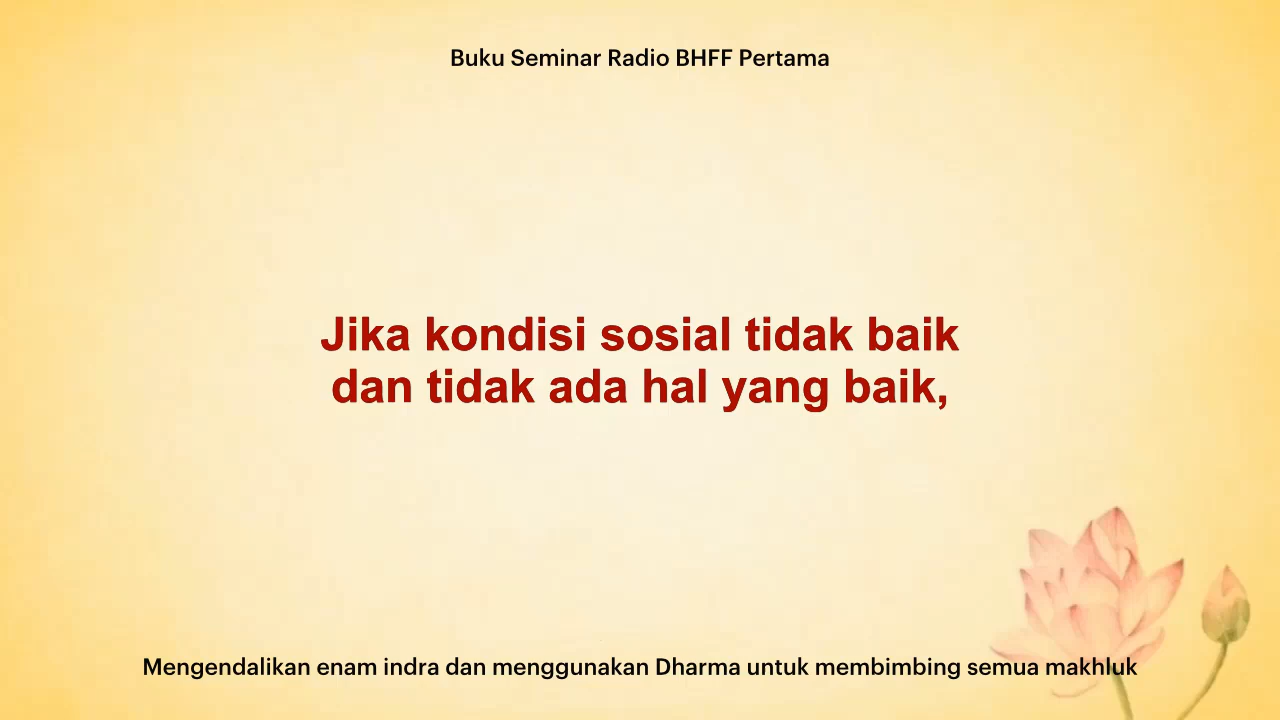 Buku Seminar Radio BHFF Pertama
Jika kondisi sosial tidak baik
dan tidak ada hal yang baik,
Mengendalikan enam indra dan menggunakan Dharma untuk membimbing semua makhluk